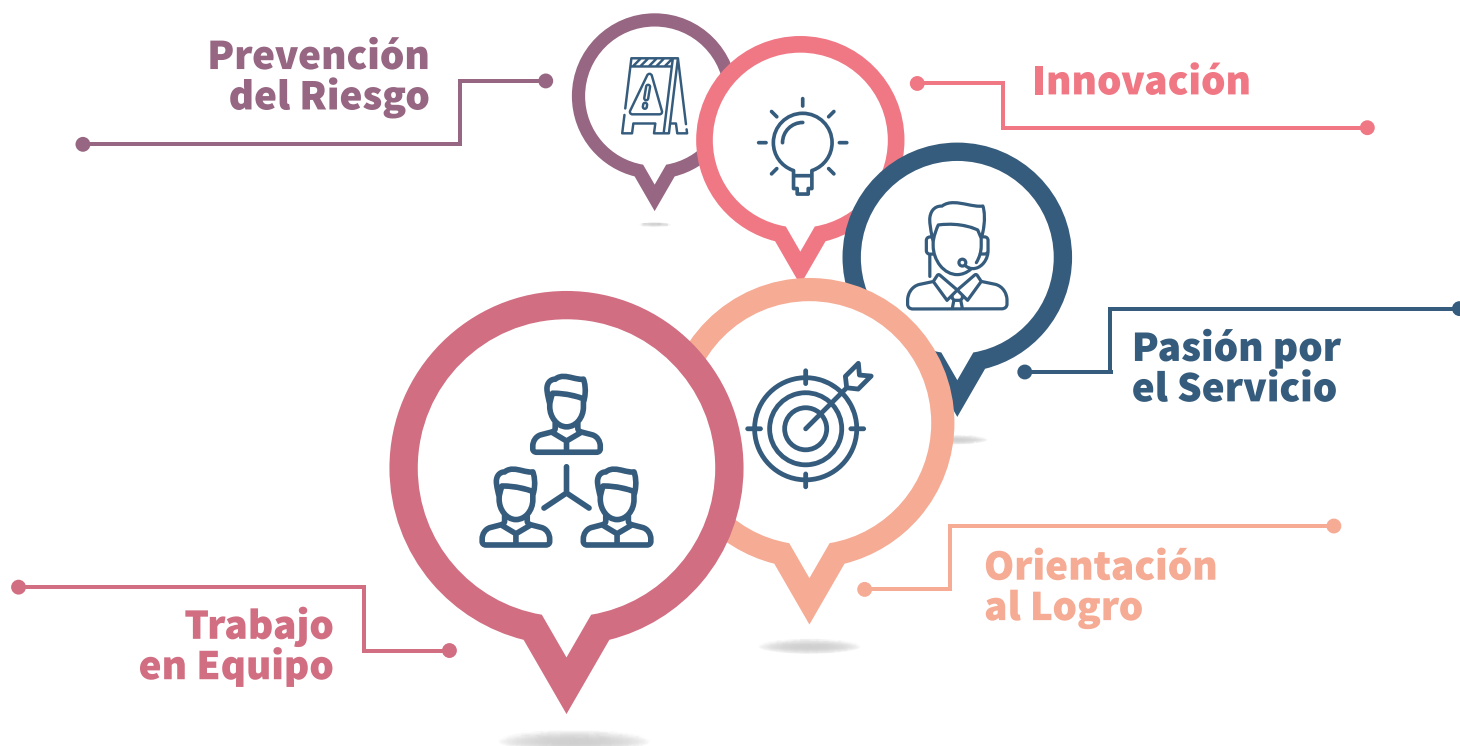 Prevención
del Riesgo
Innovación
Pasión por
el Servicio
Orientación
al Logro
Trabajo
en Equipo